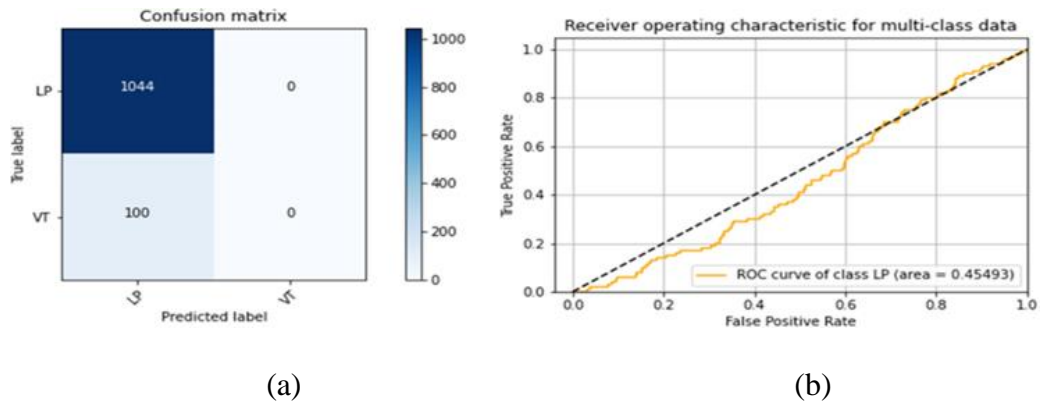 Confusion matrix
LP
1044
0
VT
100
0
True label
LP
VT
Predicted label
1000
800
600
400
200
0
(a)
Receiver operating characteristic for multi-class data
1.0
0.8
0.6
0.4
0.2
0.0
True Positive Rate
ROC curve of class LP (area = 0.45493)
0.0
0.2
0.4
0.6
0.8
1.0
False Positive Rate
(b)